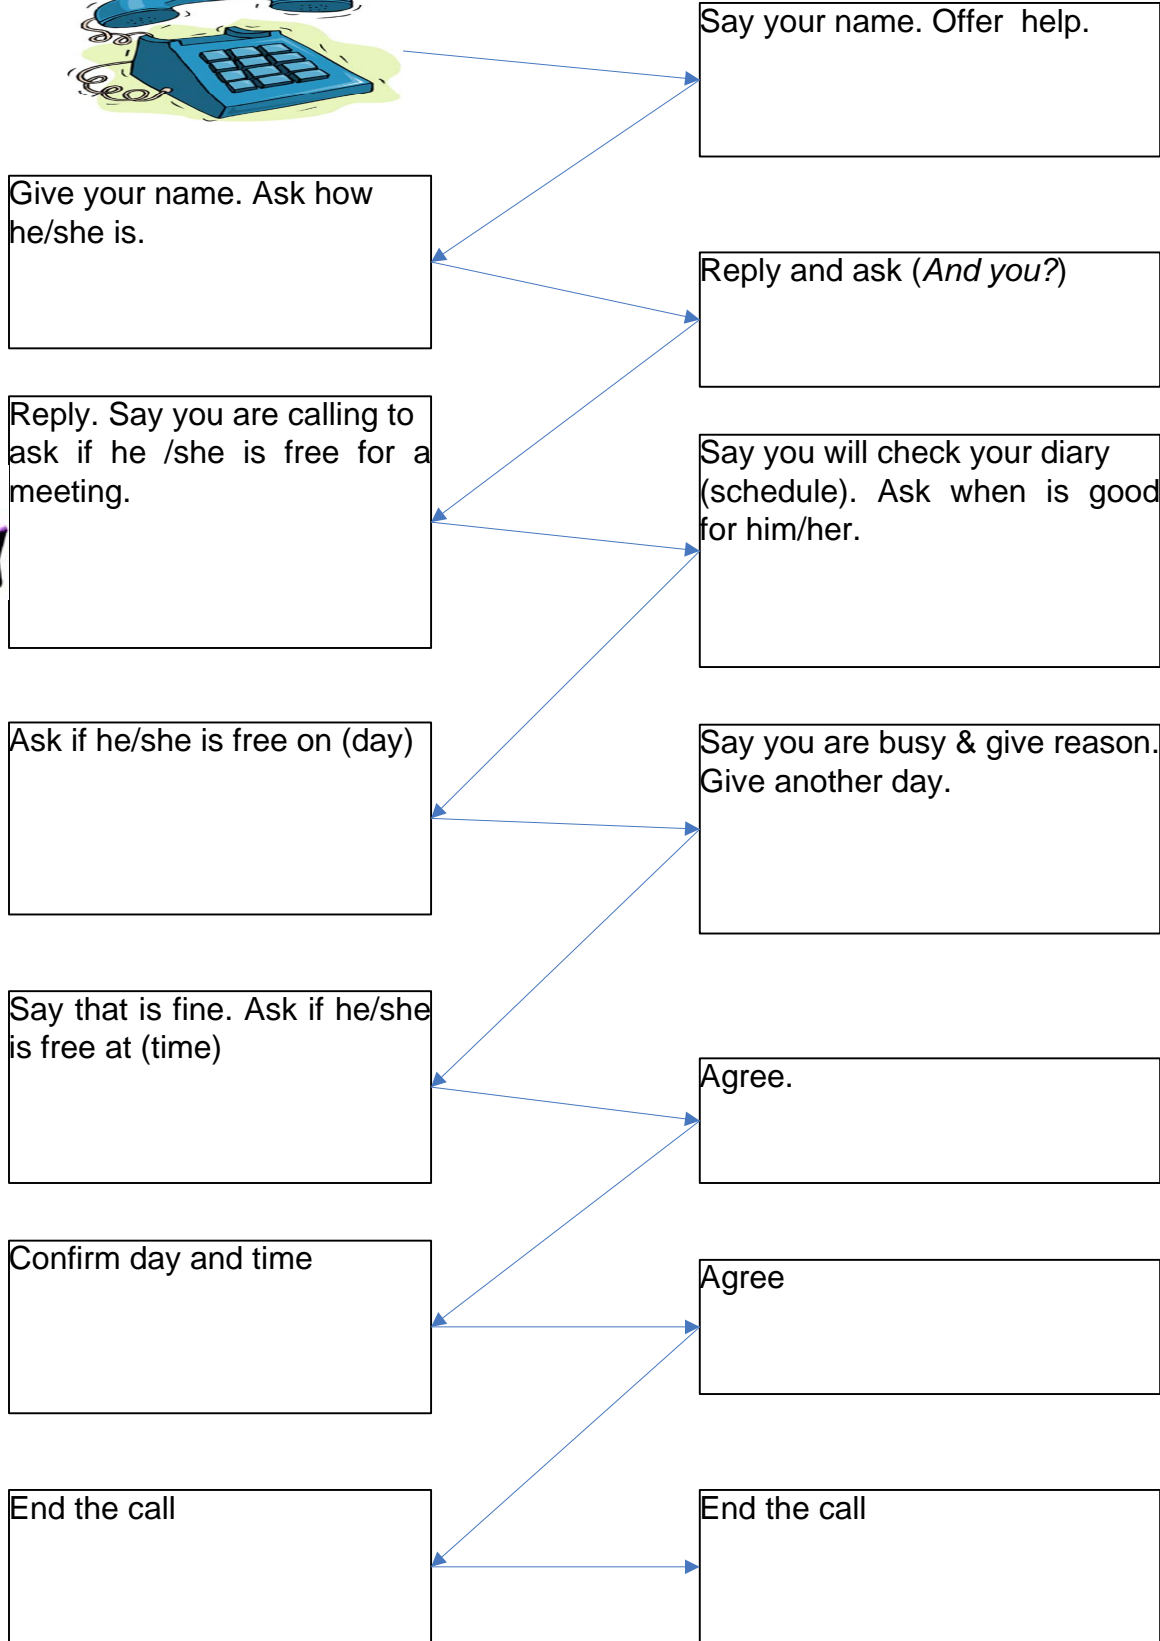 Say your name. Offer  help.
Give your name. Ask how
he/she is.
Reply and ask (And you?)
Reply. Say you are calling to
ask if he /she is free for a
meeting.
Say you will check your diary
(schedule). Ask when is good
for him/her.
Ask if he/she is free on (day)
Say you are busy & give reason.
Give another day.
Say that is fine. Ask if he/she
is free at (time)
Agree.
Confirm day and time
Agree
End the call
End the call